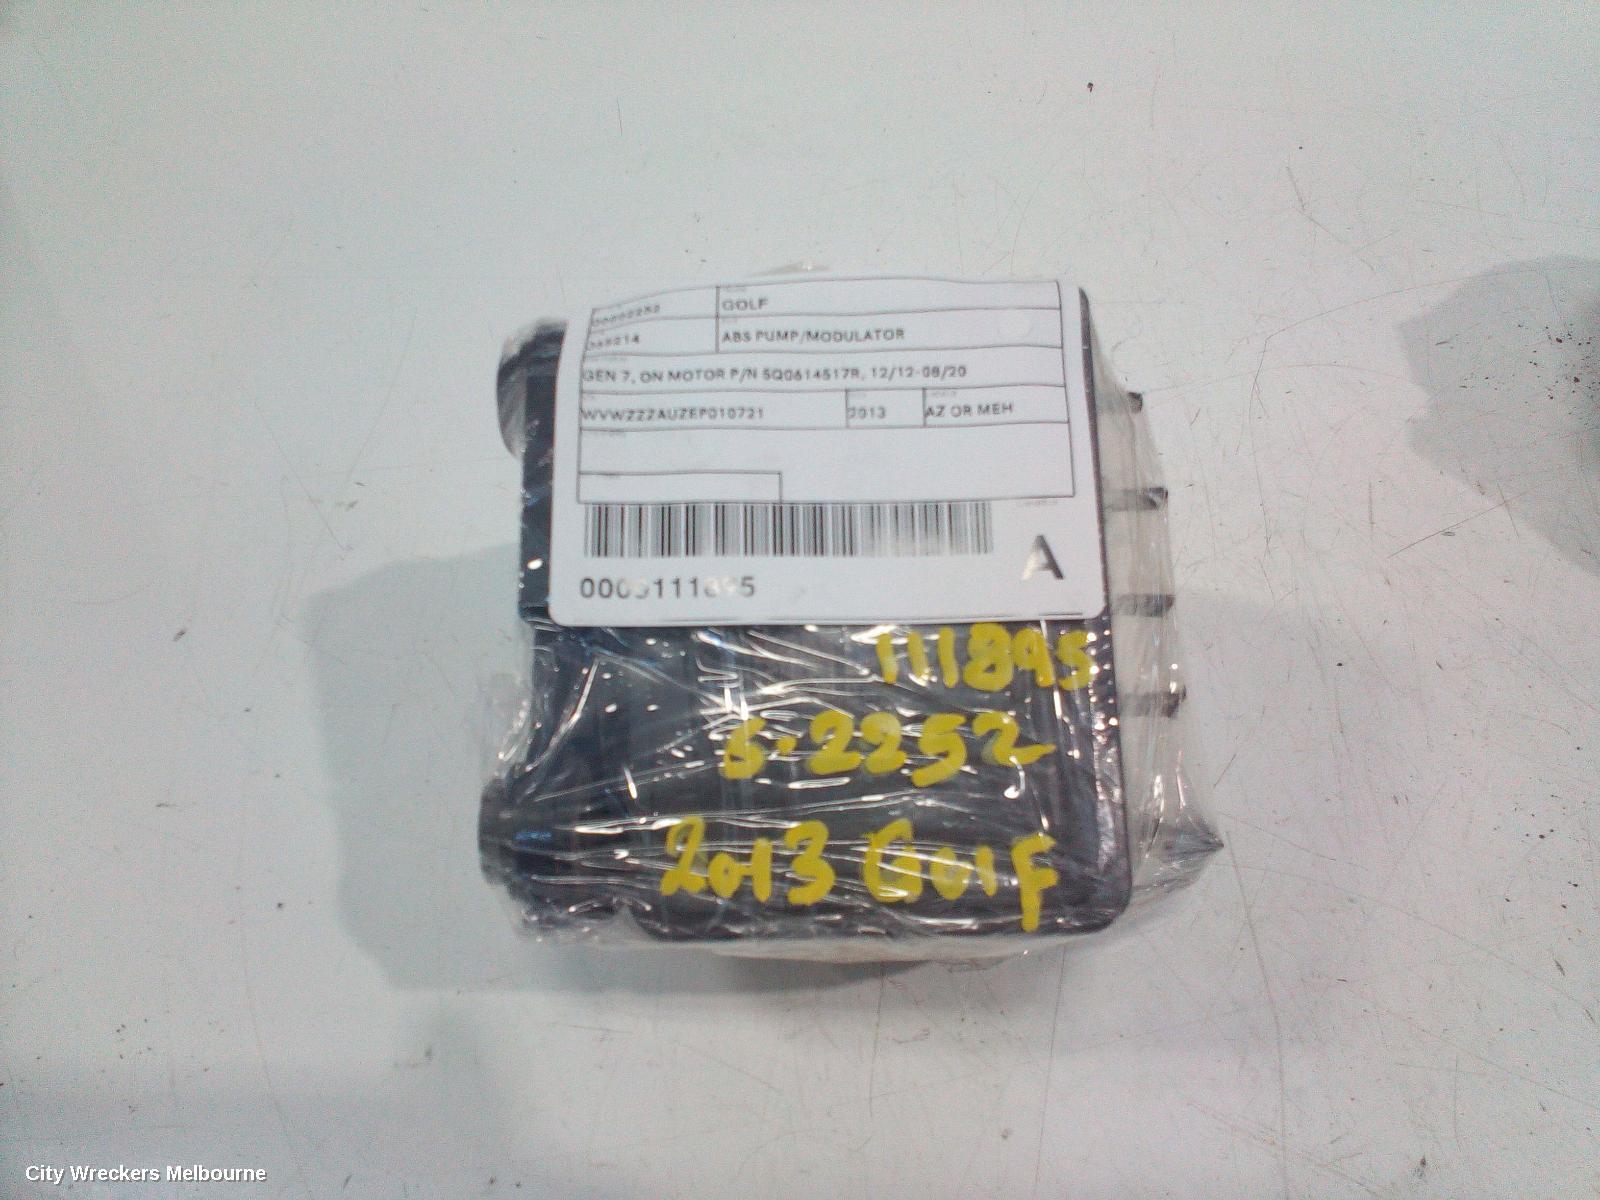 00002252
GOLF
ABS PUMP/MODULATOR
GEN 7, ON MOTOR P/N 5Q0614517R, 12/12-08/20
WVWZZZAUZEP010721
2013
AZ OR MEH
A
111895
S.2252
2013 GOlF
City Wreckers Melbourne